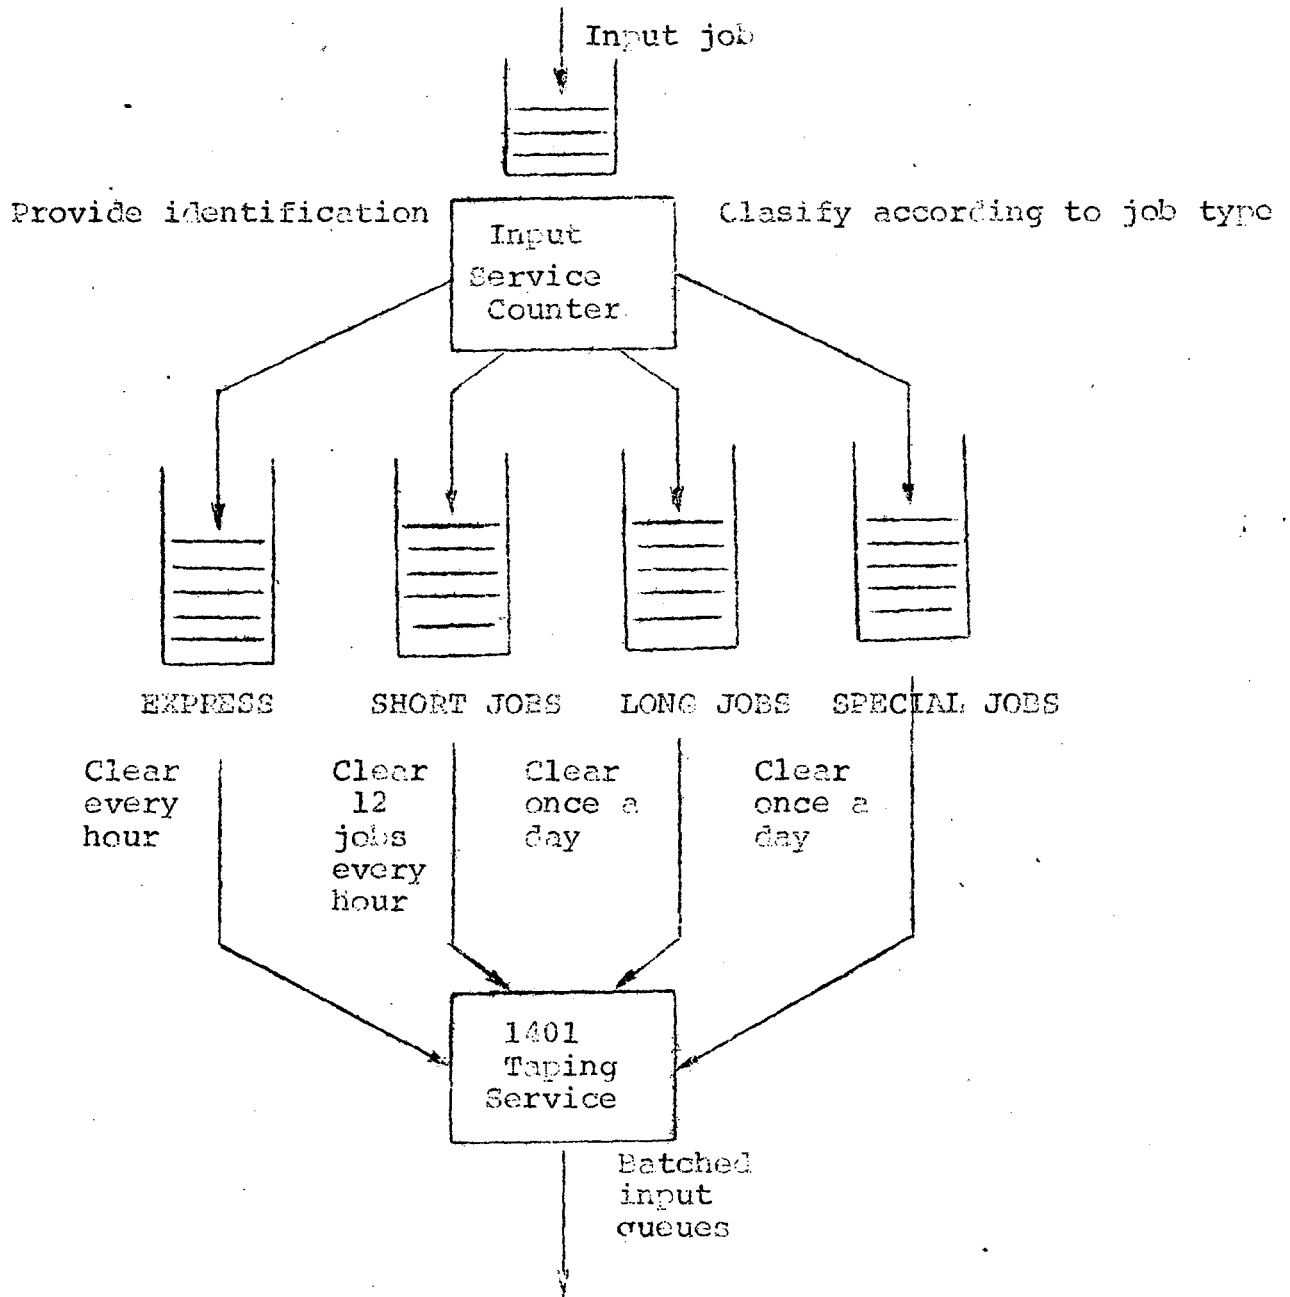 Input job
Provide identification
Clasify according to job type
Input
Service
Counter
EXPRESS
SHORT JOBS
LONG JOBS
SPECIAL JOBS
Clear
every
hour
Clear
12
jobs
every
hour
Clear
once a
day
Clear
once a
day
1401
Taping
Service
Batched
input
queues